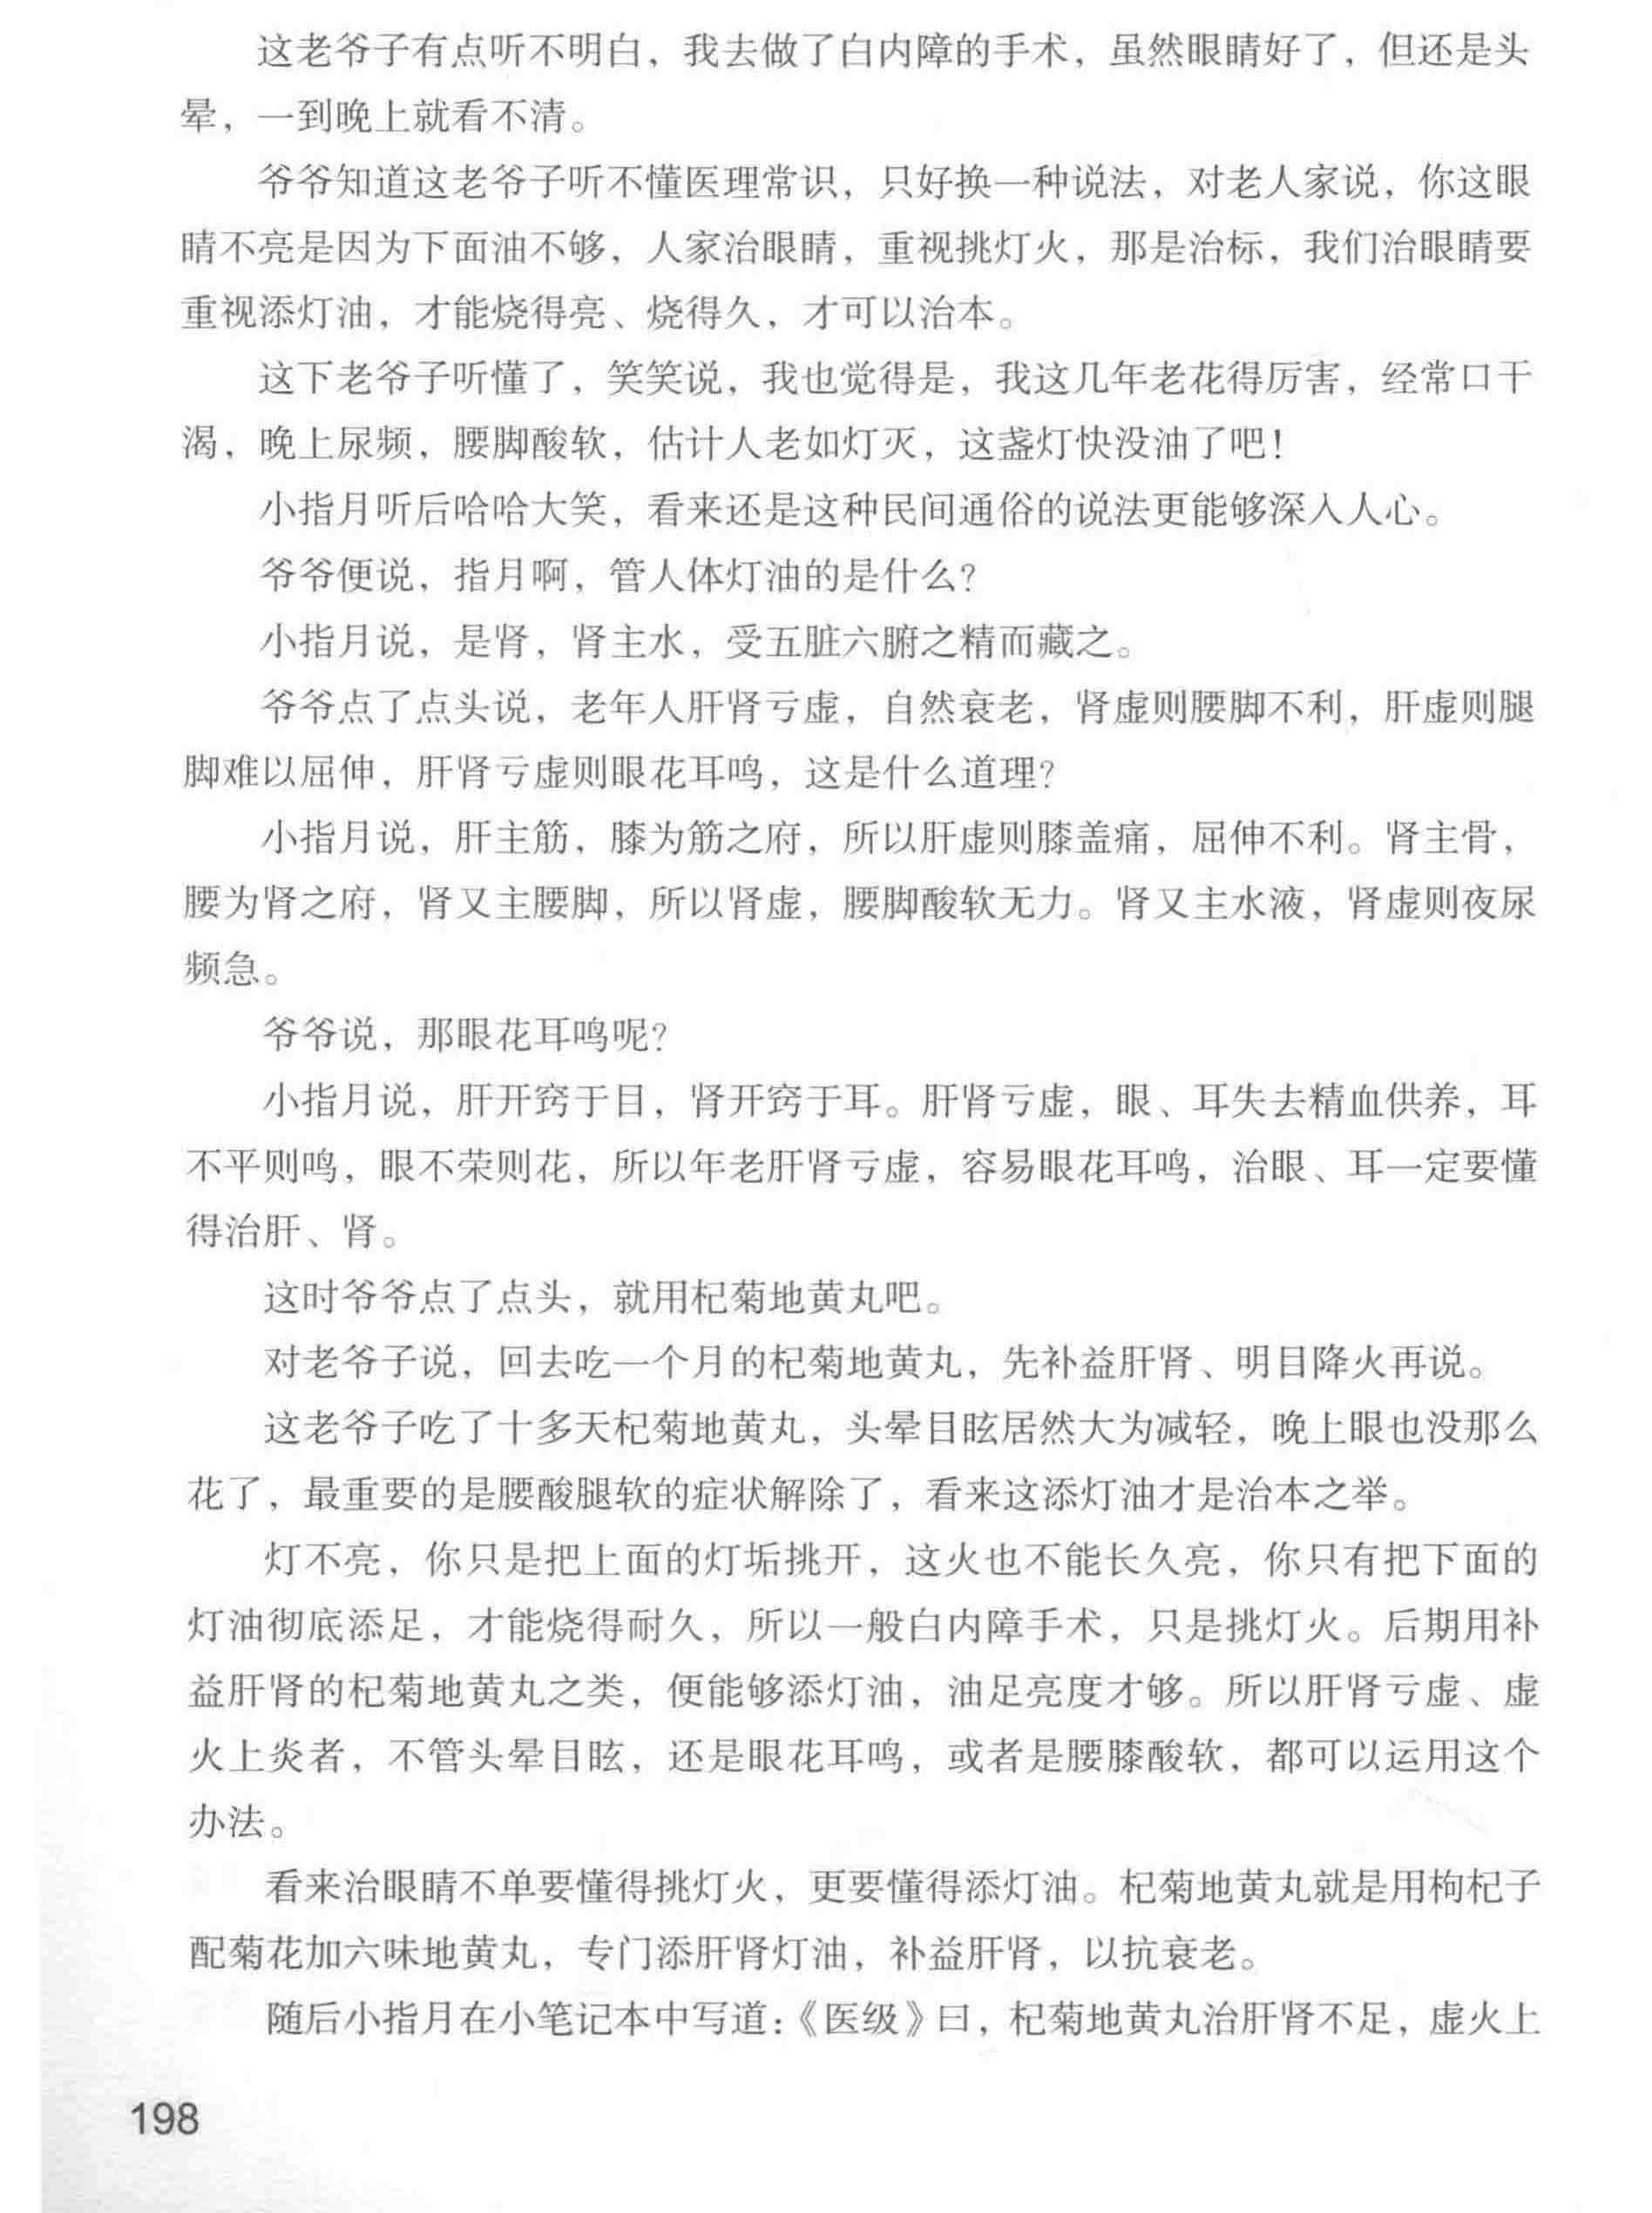 这老爷子有点听不明白，我去做了白内障的手术，虽然眼睛好了，但还是头
晕，一到晚上就看不清。
爷爷知道这老爷子听不懂医理常识，只好换一种说法，对老人家说，你这眼
睛不亮是因为下面油不够，人家治眼睛，重视挑灯火，那是治标，我们治眼睛要
重视添灯油，才能烧得亮、烧得久，才可以治本。
这下老爷子听懂了，笑笑说，我也觉得是，我这几年老花得厉害，经常口干
渴，晚上尿频，腰脚酸软，估计人老如灯灭，这盏灯快没油了吧！
小指月听后哈哈大笑，看来还是这种民间通俗的说法更能够深入人心。
爷爷便说，指月啊，管人体灯油的是什么？
小指月说，是肾，肾主水，受五脏六腑之精而藏之。
爷爷点了点头说，老年人肝肾亏虚，自然衰老，肾虚则腰脚不利，肝虚则腿
脚难以屈伸，肝肾亏虚则眼花耳鸣，这是什么道理？
小指月说，肝主筋，膝为筋之府，所以肝虚则膝盖痛，屈伸不利。肾主骨，
腰为肾之府，肾又主腰脚，所以肾虚，腰脚酸软无力。肾又主水液，肾虚则夜尿
频急。
爷爷说，那眼花耳鸣呢？
小指月说，肝开窍于目，肾开窍于耳。肝肾亏虚，眼、耳失去精血供养，耳
不平则鸣，眼不荣则花，所以年老肝肾亏虚，容易眼花耳鸣，治眼、耳一定要懂
得治肝、肾。
这时爷爷点了点头，就用杞菊地黄丸吧。
对老爷子说，回去吃一个月的杞菊地黄丸，先补益肝肾、明目降火再说。
这老爷子吃了十多天杞菊地黄丸，头晕目眩居然大为减轻，晚上眼也没那么
花了，最重要的是腰酸腿软的症状解除了，看来这添灯油才是治本之举。
灯不亮，你只是把上面的灯垢挑开，这火也不能长久亮，你只有把下面的
灯油彻底添足，才能烧得耐久，所以一般白内障手术，只是挑灯火。后期用补
益肝肾的杞菊地黄丸之类，便能够添灯油，油足亮度才够。所以肝肾亏虚、虚
火上炎者，不管头晕目眩，还是眼花耳鸣，或者是腰膝酸软，都可以运用这个
办法。
看来治眼睛不单要懂得挑灯火，更要懂得添灯油。杞菊地黄丸就是用枸杞子
配菊花加六味地黄丸，专门添肝肾灯油，补益肝肾，以抗衰老。
随后小指月在小笔记本中写道：《医级》曰，杞菊地黄丸治肝肾不足，虚火上
198